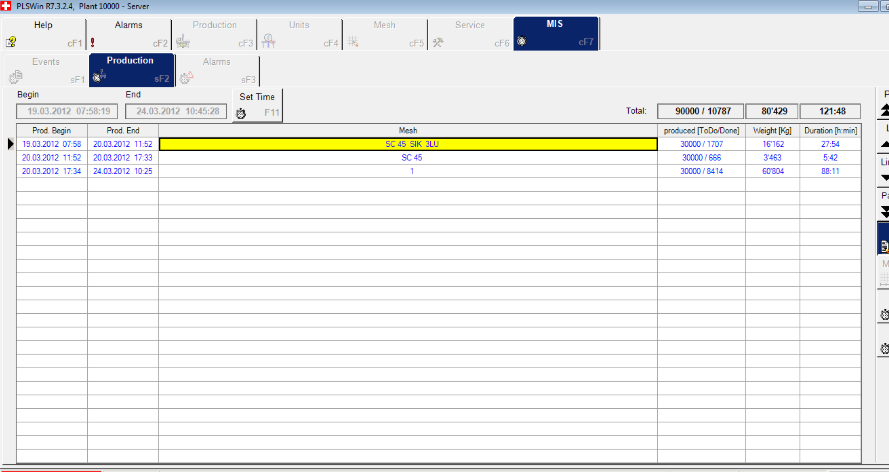 PLSWin R7.3.2.4, Plant 10000 - Server
Help Alarms Production Units Mesh Service MIS
cF1 cF2 cF3 cF4 cF5 cF6 cF7
Events Production Alarms
sF1 sF2 sF3
Begin End Set Time
19.03.2012 07:58:19 24.03.2012 10:45:28 F11 Total: 90000 / 10787 80'429 121:48
Prod. Begin Prod. End Mesh produced [ToDo/Done] Weight [Kg] Duration [h:min]
19.03.2012 07:58 20.03.2012 11:52 SC 45 SIK 3LU 30000 / 1707 16'162 27:54
20.03.2012 11:52 20.03.2012 17:33 SC 45 30000 / 666 3'463 5:42
20.03.2012 17:34 24.03.2012 10:25 1 30000 / 8414 60'804 88:11